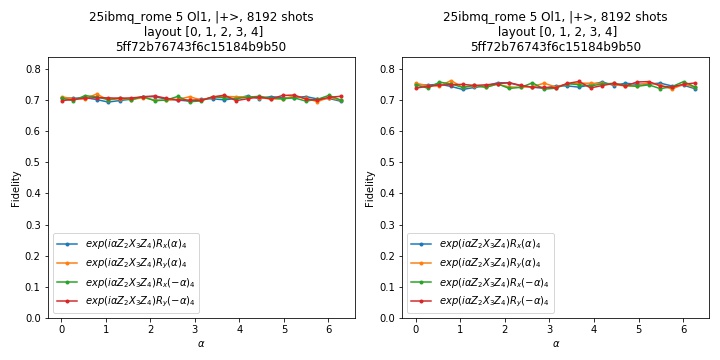 25ibmq_rome 5 Ol1, |+>, 8192 shots
layout [0, 1, 2, 3, 4]
5ff72b76743f6c15184b9b50
0.8
0.7
0.6
0.5
0.4
0.3
0.2
0.1
0.0
Fidelity
exp(iαZ₂X₃Z₄)Rₓ(α)₄
exp(iαZ₂X₃Z₄)R_y(α)₄
exp(iαZ₂X₃Z₄)Rₓ(−α)₄
exp(iαZ₂X₃Z₄)R_y(−α)₄
0 1 2 3 4 5 6
α
25ibmq_rome 5 Ol1, |+>, 8192 shots
layout [0, 1, 2, 3, 4]
5ff72b76743f6c15184b9b50
0.8
0.7
0.6
0.5
0.4
0.3
0.2
0.1
0.0
Fidelity
exp(iαZ₂X₃Z₄)Rₓ(α)₄
exp(iαZ₂X₃Z₄)R_y(α)₄
exp(iαZ₂X₃Z₄)Rₓ(−α)₄
exp(iαZ₂X₃Z₄)R_y(−α)₄
0 1 2 3 4 5 6
α